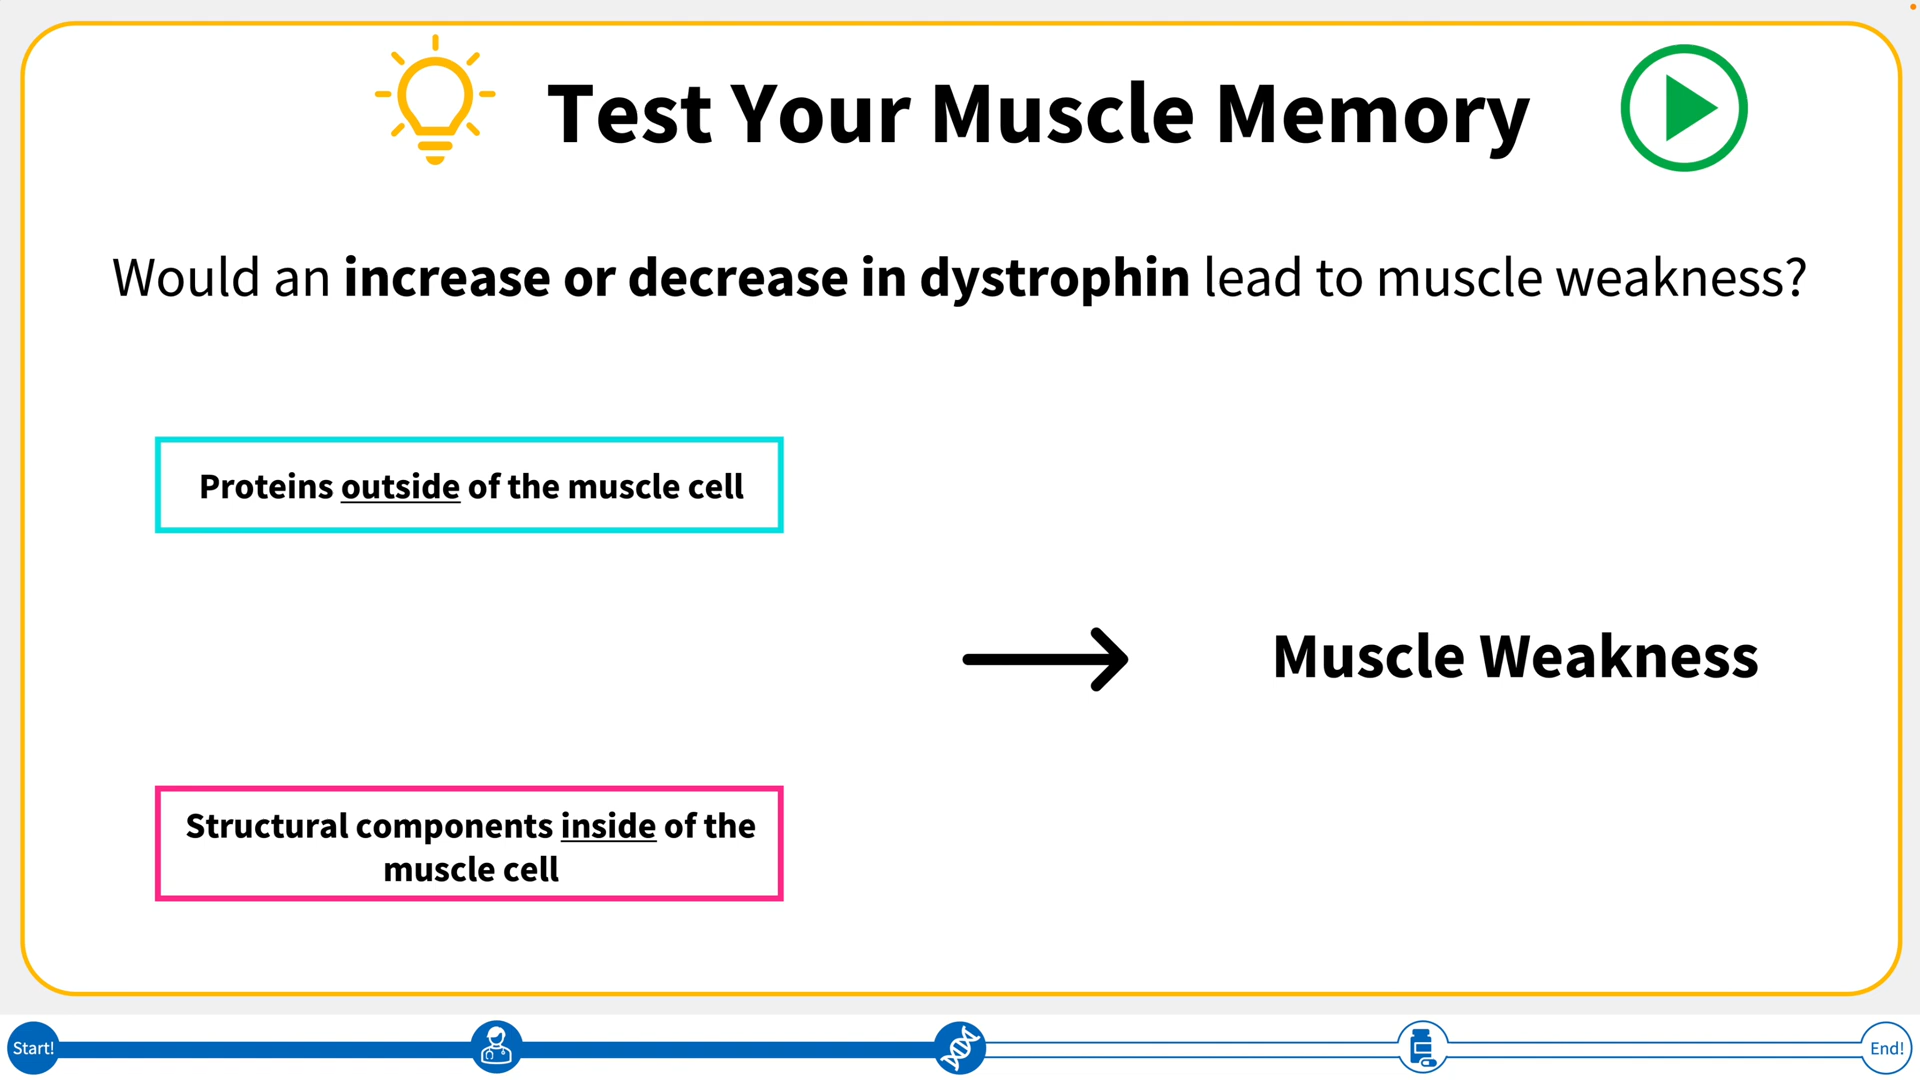 Test Your Muscle Memory
Would an increase or decrease in dystrophin lead to muscle weakness?
Proteins outside of the muscle cell
Muscle Weakness
Structural components inside of the
muscle cell
Start!
End!